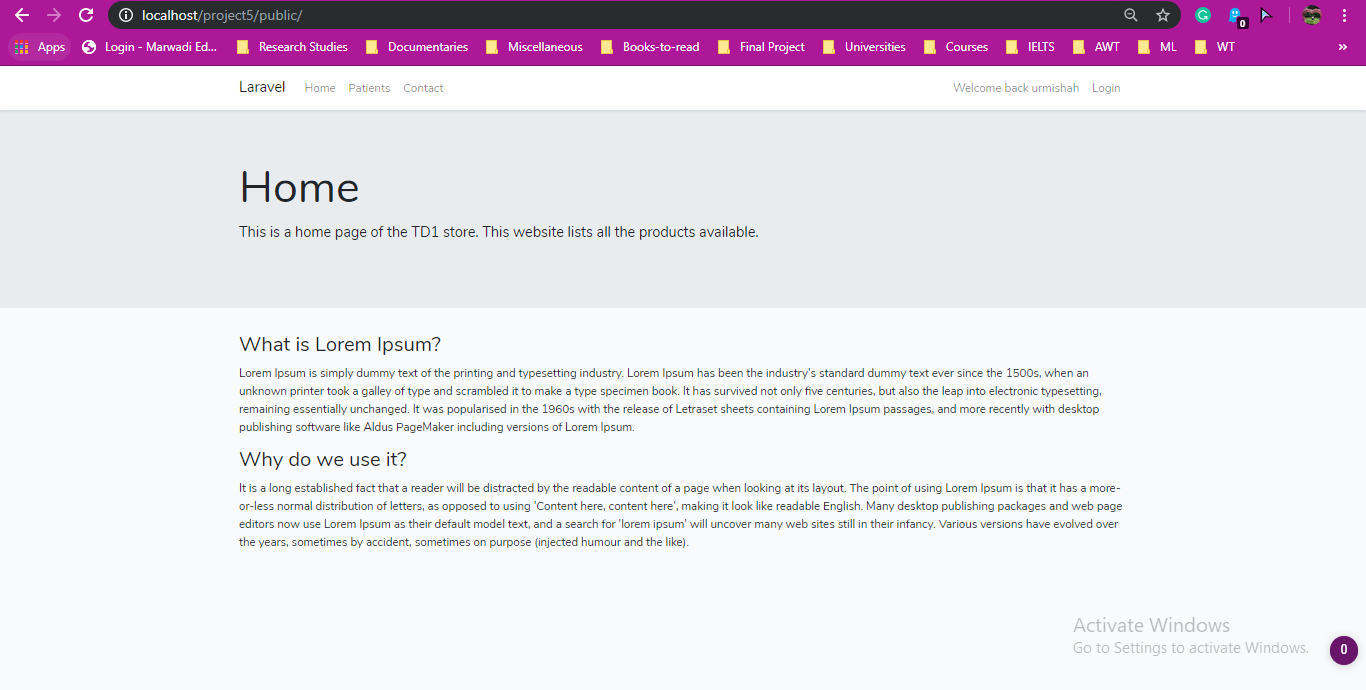 localhost/project5/public/
0
Apps Login - Marwadi Ed... Research Studies Documentaries Miscellaneous Books-to-read Final Project Universities Courses IELTS AWT ML WT »
Laravel Home Patients Contact Welcome back urmishah Login
Home
This is a home page of the TD1 store. This website lists all the products available.
What is Lorem Ipsum?
Lorem Ipsum is simply dummy text of the printing and typesetting industry. Lorem Ipsum has been the industry's standard dummy text ever since the 1500s, when an
unknown printer took a galley of type and scrambled it to make a type specimen book. It has survived not only five centuries, but also the leap into electronic typesetting,
remaining essentially unchanged. It was popularised in the 1960s with the release of Letraset sheets containing Lorem Ipsum passages, and more recently with desktop
publishing software like Aldus PageMaker including versions of Lorem Ipsum.
Why do we use it?
It is a long established fact that a reader will be distracted by the readable content of a page when looking at its layout. The point of using Lorem Ipsum is that it has a more-
or-less normal distribution of letters, as opposed to using 'Content here, content here', making it look like readable English. Many desktop publishing packages and web page
editors now use Lorem Ipsum as their default model text, and a search for 'lorem ipsum' will uncover many web sites still in their infancy. Various versions have evolved over
the years, sometimes by accident, sometimes on purpose (injected humour and the like).
Activate Windows
Go to Settings to activate Windows.
0